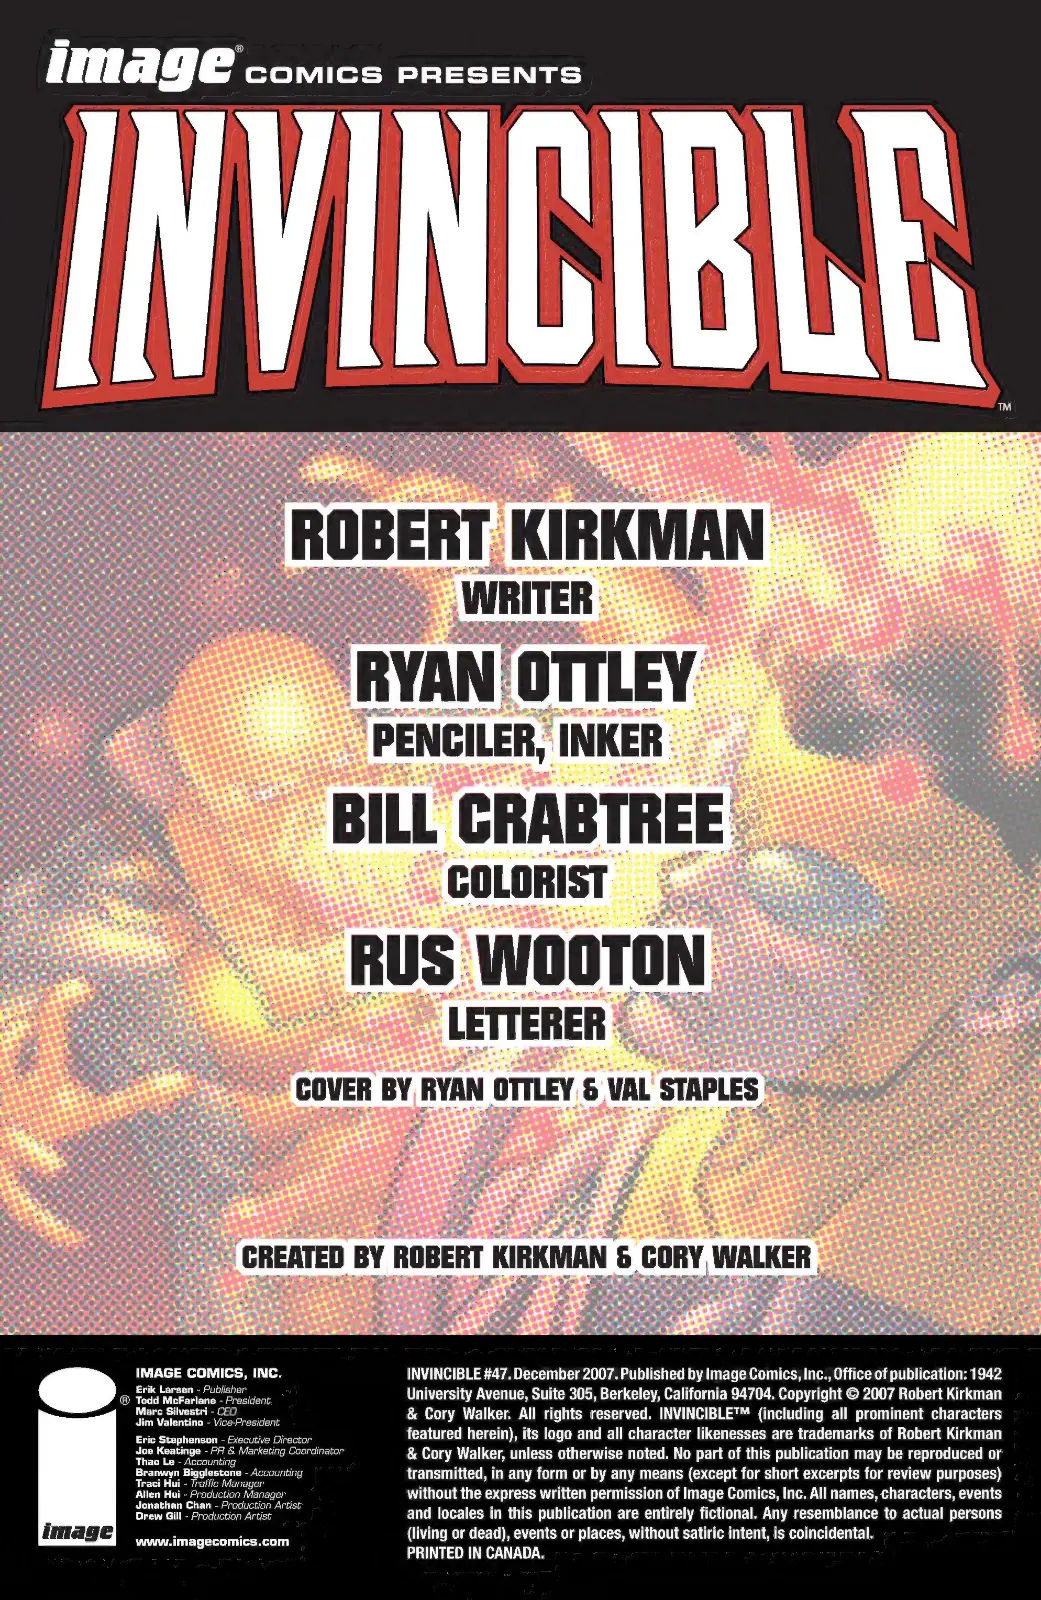 image® COMICS PRESENTS
INVINCIBLE™
ROBERT KIRKMAN
WRITER
RYAN OTTLEY
PENCILER, INKER
BILL CRABTREE
COLORIST
RUS WOOTON
LETTERER
COVER BY RYAN OTTLEY & VAL STAPLES
CREATED BY ROBERT KIRKMAN & CORY WALKER
®
image
IMAGE COMICS, INC.
Erik Larsen - Publisher
Todd McFarlane - President
Marc Silvestri - CEO
Jim Valentino - Vice-President
Eric Stephenson - Executive Director
Joe Keatinge - PR & Marketing Coordinator
Thao Le - Accounting
Branwyn Bigglestone - Accounting
Traci Hui - Traffic Manager
Allen Hui - Production Manager
Jonathan Chan - Production Artist
Drew Gill - Production Artist
www.imagecomics.com
INVINCIBLE #47. December 2007. Published by Image Comics, Inc., Office of publication: 1942
University Avenue, Suite 305, Berkeley, California 94704. Copyright © 2007 Robert Kirkman
& Cory Walker. All rights reserved. INVINCIBLE™ (including all prominent characters
featured herein), its logo and all character likenesses are trademarks of Robert Kirkman
& Cory Walker, unless otherwise noted. No part of this publication may be reproduced or
transmitted, in any form or by any means (except for short excerpts for review purposes)
without the express written permission of Image Comics, Inc. All names, characters, events
and locales in this publication are entirely fictional. Any resemblance to actual persons
(living or dead), events or places, without satiric intent, is coincidental.
PRINTED IN CANADA.